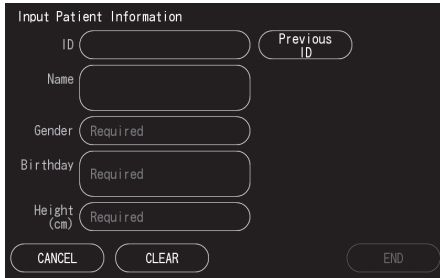 Input Patient Information
ID
Previous
ID
Name
Gender Required
Birthday
Required
Height
(cm)
Required
CANCEL CLEAR END